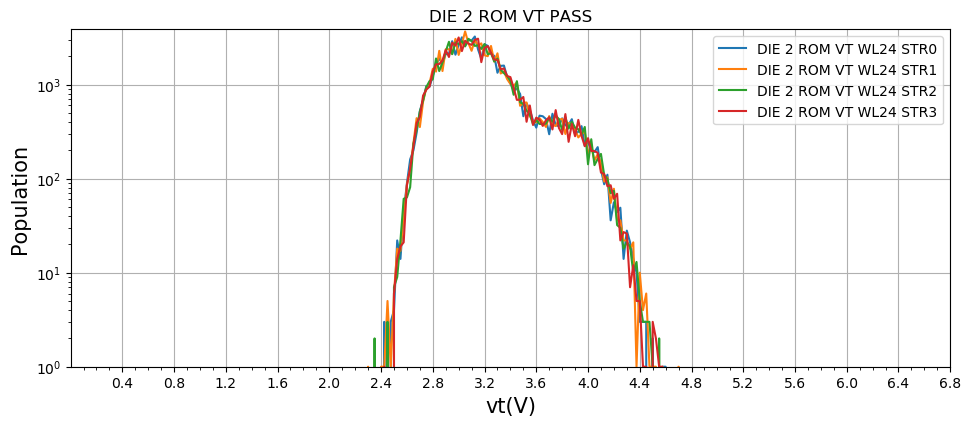 DIE 2 ROM VT PASS
DIE 2 ROM VT WL24 STR0
DIE 2 ROM VT WL24 STR1
DIE 2 ROM VT WL24 STR2
DIE 2 ROM VT WL24 STR3
Population
10³
10²
10¹
10⁰
0.4 0.8 1.2 1.6 2.0 2.4 2.8 3.2 3.6 4.0 4.4 4.8 5.2 5.6 6.0 6.4 6.8
vt(V)